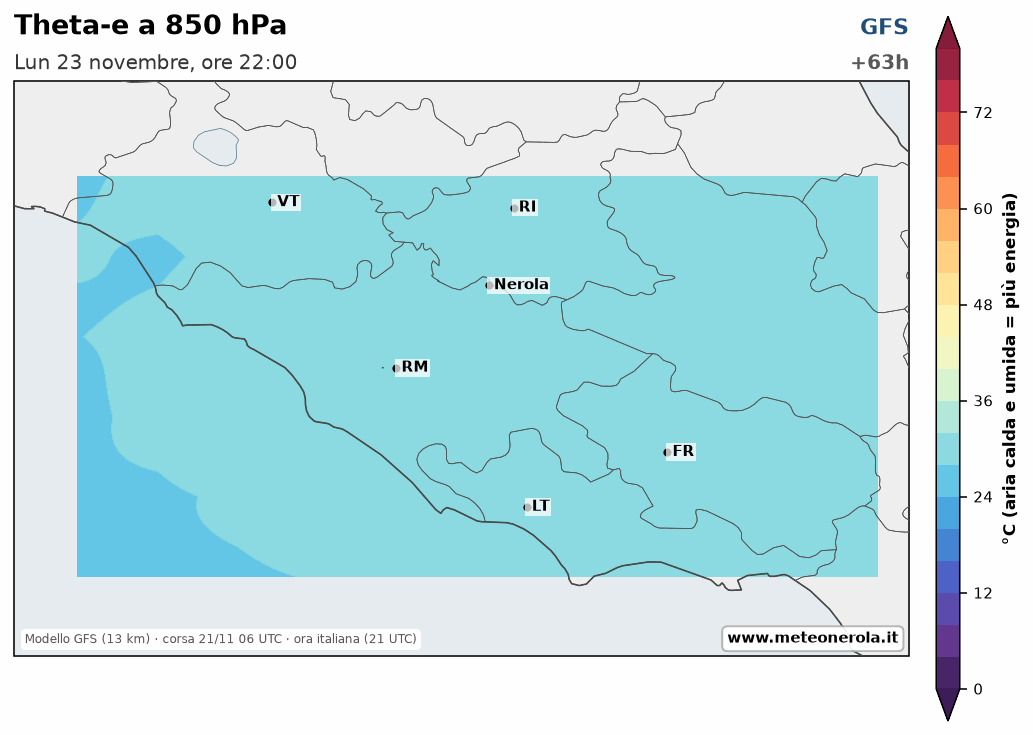 Theta-e a 850 hPa
GFS
Lun 23 novembre, ore 22:00
+63h
VT
RI
Nerola
RM
FR
LT
72
60
48
36
24
12
0
°C (aria calda e umida = più energia)
Modello GFS (13 km) · corsa 21/11 06 UTC · ora italiana (21 UTC)
www.meteonerola.it